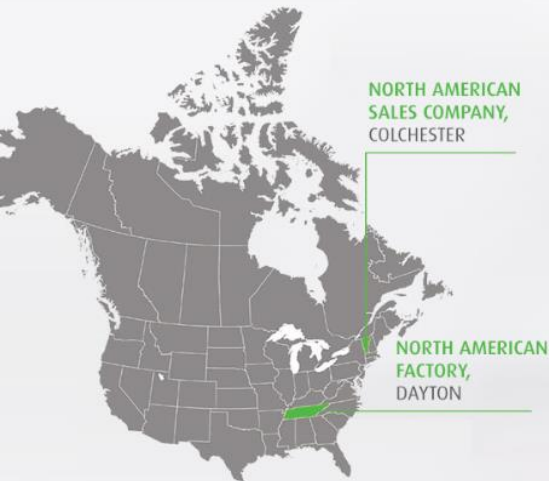 NORTH AMERICAN
SALES COMPANY,
COLCHESTER
NORTH AMERICAN
FACTORY,
DAYTON